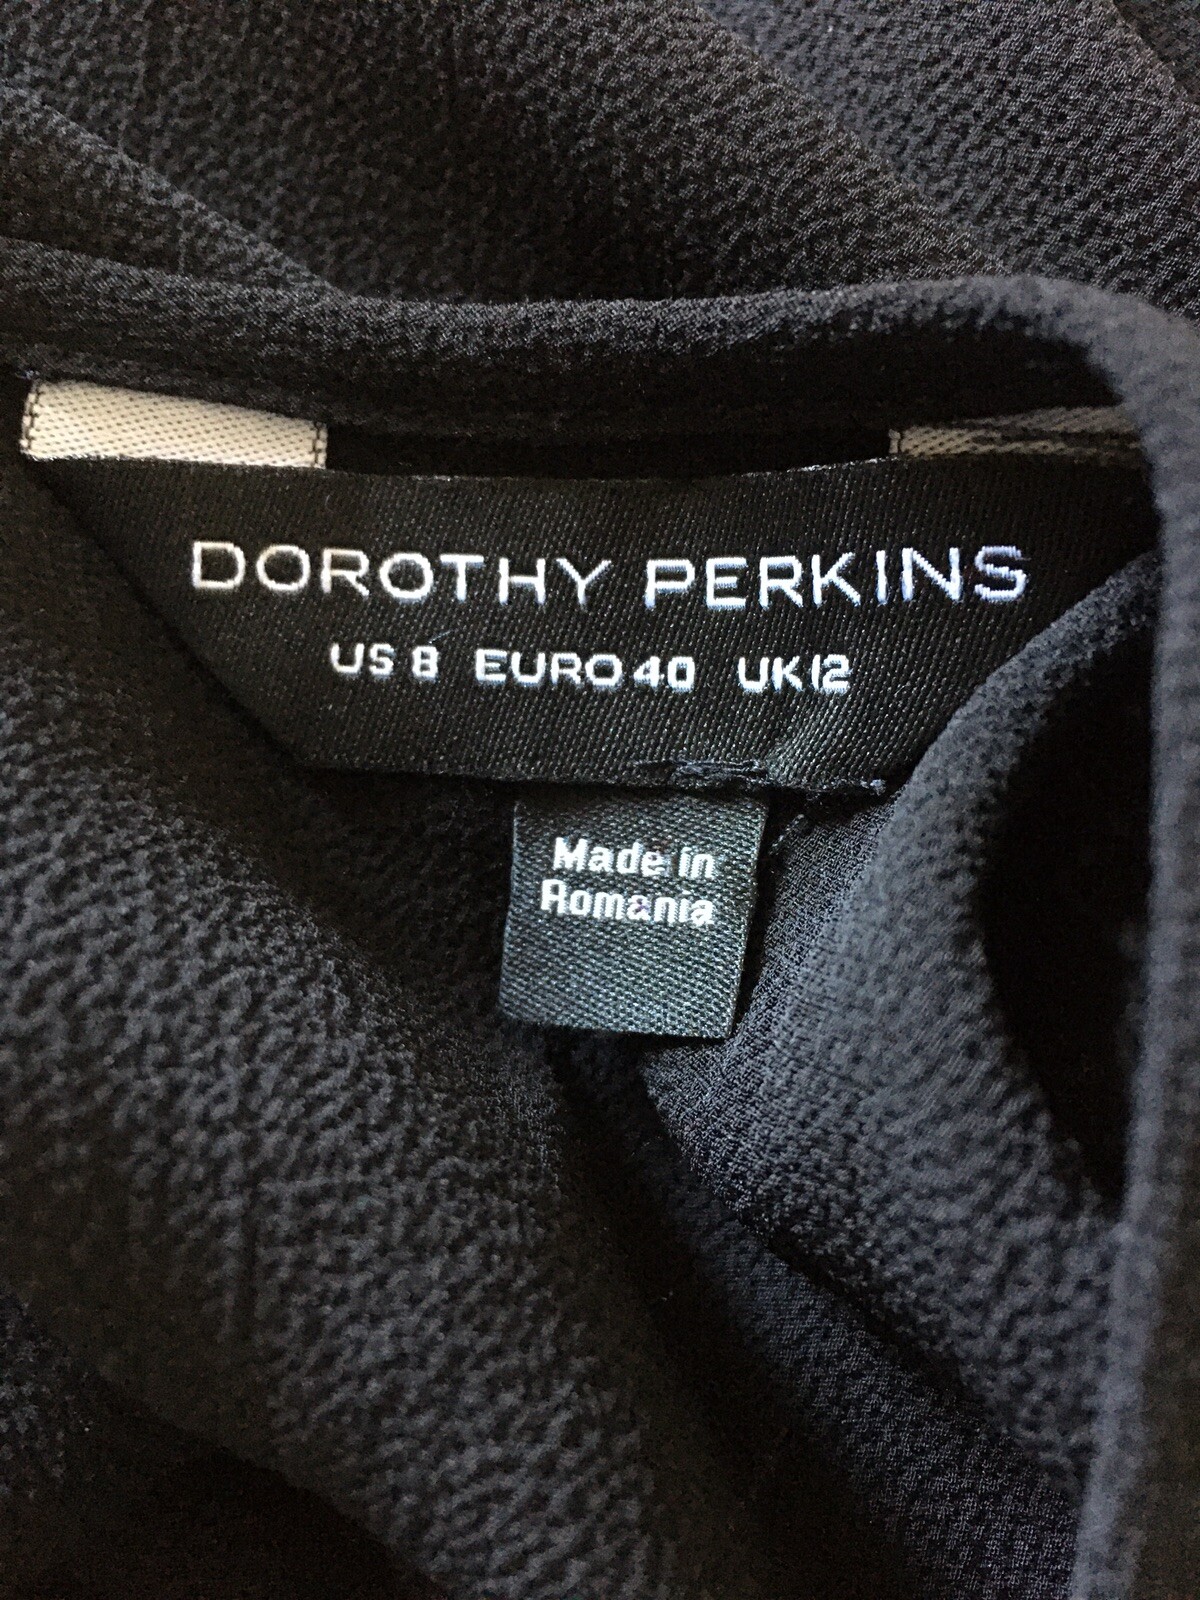 DOROTHY PERKINS
US 8 EURO 40 UK 12
Made in
Romania